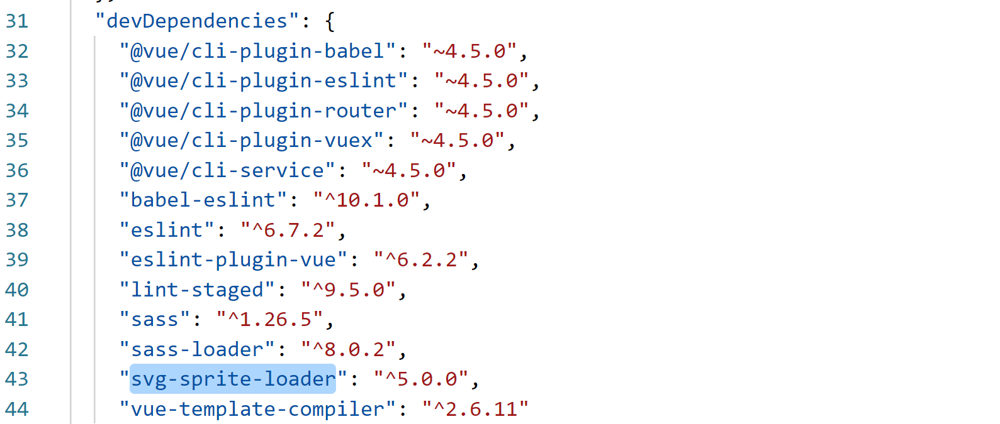 31 "devDependencies": {
32 "@vue/cli-plugin-babel": "~4.5.0",
33 "@vue/cli-plugin-eslint": "~4.5.0",
34 "@vue/cli-plugin-router": "~4.5.0",
35 "@vue/cli-plugin-vuex": "~4.5.0",
36 "@vue/cli-service": "~4.5.0",
37 "babel-eslint": "^10.1.0",
38 "eslint": "^6.7.2",
39 "eslint-plugin-vue": "^6.2.2",
40 "lint-staged": "^9.5.0",
41 "sass": "^1.26.5",
42 "sass-loader": "^8.0.2",
43 "svg-sprite-loader": "^5.0.0",
44 "vue-template-compiler": "^2.6.11"